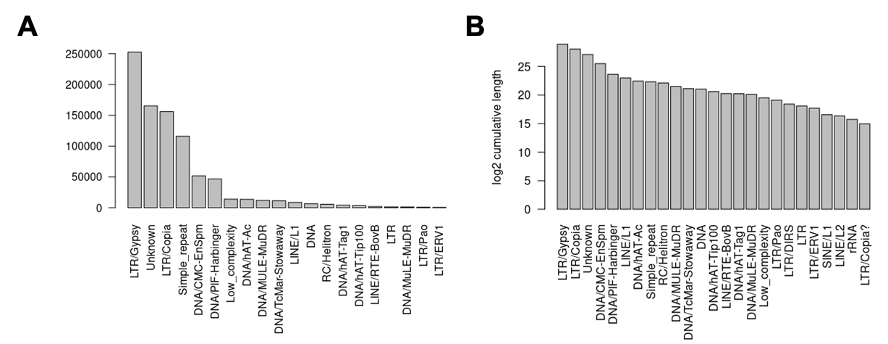 A
250000
200000
150000
100000
50000
0
LTR/Gypsy
Unknown
LTR/Copia
Simple_repeat
DNA/CMC-EnSpm
DNA/PIF-Harbinger
Low_complexity
DNA/hAT-Ac
DNA/MULE-MuDR
DNA/TcMar-Stowaway
LINE/L1
DNA
RC/Helitron
DNA/hAT-Tag1
DNA/hAT-Tip100
LINE/RTE-BovB
LTR
DNA/MuLE-MuDR
LTR/Pao
LTR/ERV1
B
log2 cumulative length
25
20
15
10
5
0
LTR/Gypsy
LTR/Copia
Unknown
DNA/CMC-EnSpm
DNA/PIF-Harbinger
LINE/L1
DNA/hAT-Ac
Simple_repeat
RC/Helitron
DNA/MULE-MuDR
DNA/TcMar-Stowaway
DNA
DNA/hAT-Tip100
LINE/RTE-BovB
DNA/hAT-Tag1
DNA/MuLE-MuDR
Low_complexity
LTR/Pao
LTR/DIRS
LTR
LTR/ERV1
SINE/L1
LINE/L2
rRNA
LTR/Copia?